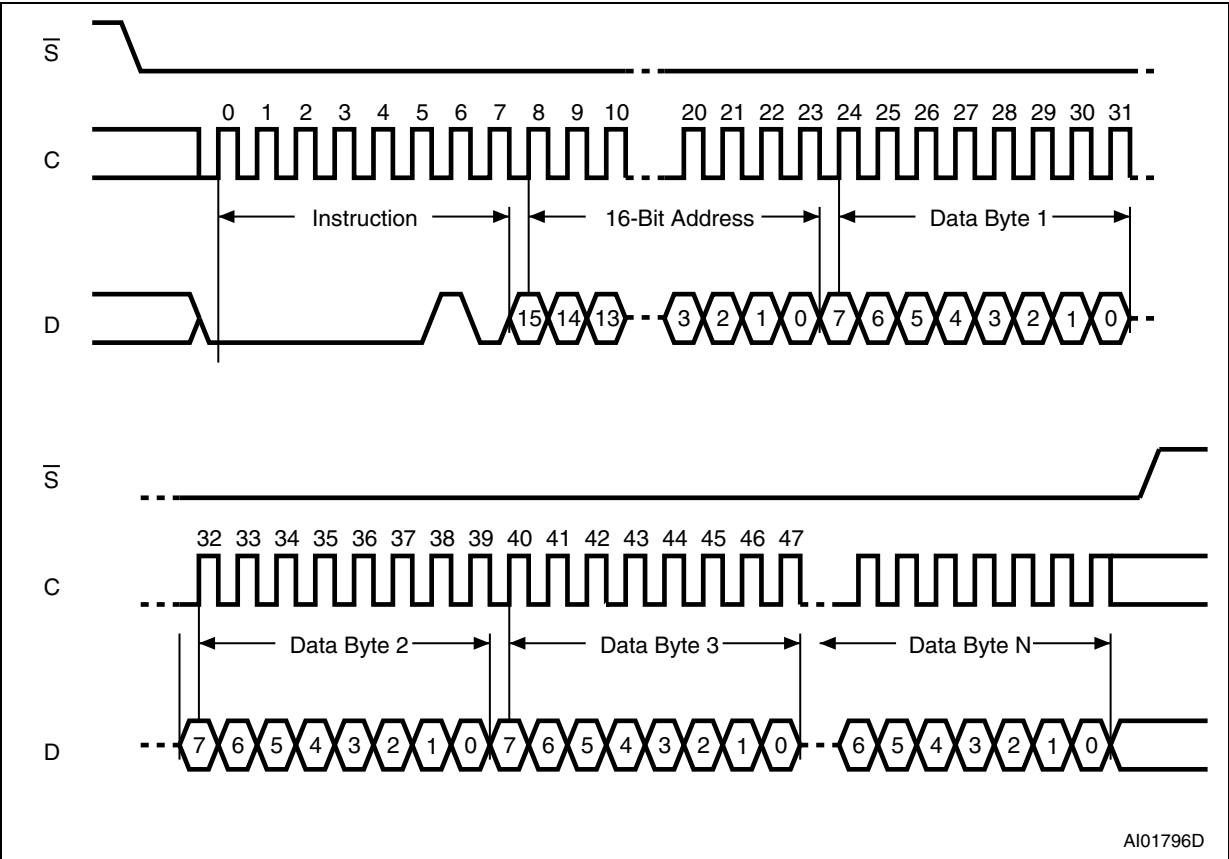 S̅
0 1 2 3 4 5 6 7 8 9 10 20 21 22 23 24 25 26 27 28 29 30 31
C
Instruction 16-Bit Address Data Byte 1
D 15 14 13 3 2 1 0 7 6 5 4 3 2 1 0
S̅
32 33 34 35 36 37 38 39 40 41 42 43 44 45 46 47
C
Data Byte 2 Data Byte 3 Data Byte N
D 7 6 5 4 3 2 1 0 7 6 5 4 3 2 1 0 6 5 4 3 2 1 0
AI01796D